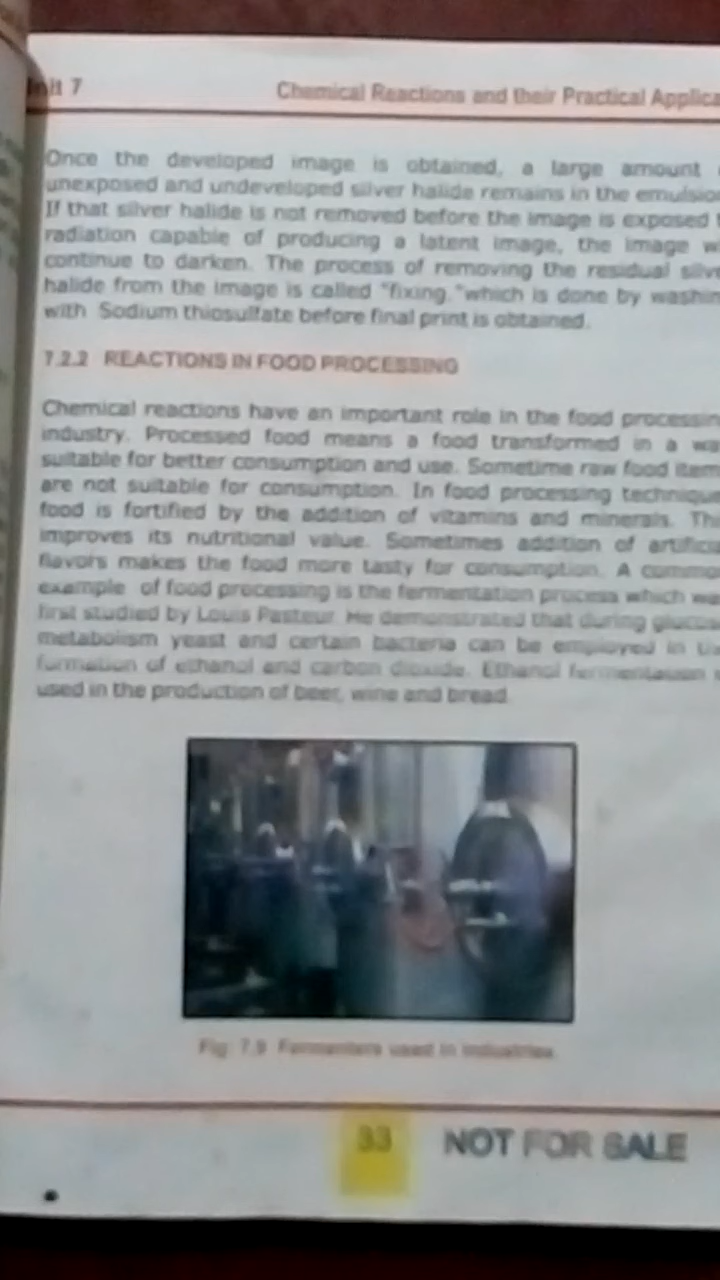 Unit 7
Chemical Reactions and their Practical Applica
Once the developed image is obtained, a large amount
unexposed and undeveloped silver halide remains in the emulsion
If that silver halide is not removed before the image is exposed t
radiation capable of producing a latent image, the image w
continue to darken. The process of removing the residual silve
halide from the image is called "fixing,"which is done by washin
with Sodium thiosulfate before final print is obtained.
7.2.2 REACTIONS IN FOOD PROCESSING
Chemical reactions have an important role in the food processin
industry. Processed food means a food transformed in a wa
suitable for better consumption and use. Sometime raw food item
are not suitable for consumption. In food processing technique
food is fortified by the addition of vitamins and minerals. Thi
improves its nutritional value. Sometimes addition of artificia
flavors makes the food more tasty for consumption. A common
example of food processing is the fermentation process which wa
first studied by Louis Pasteur. He demonstrated that during glucos
metabolism yeast and certain bacteria can be employed in th
formation of ethanol and carbon dioxide. Ethanol fermentation
used in the production of beer, wine and bread.
Fig: 7.9 Fermenters used in industries
33
NOT FOR SALE